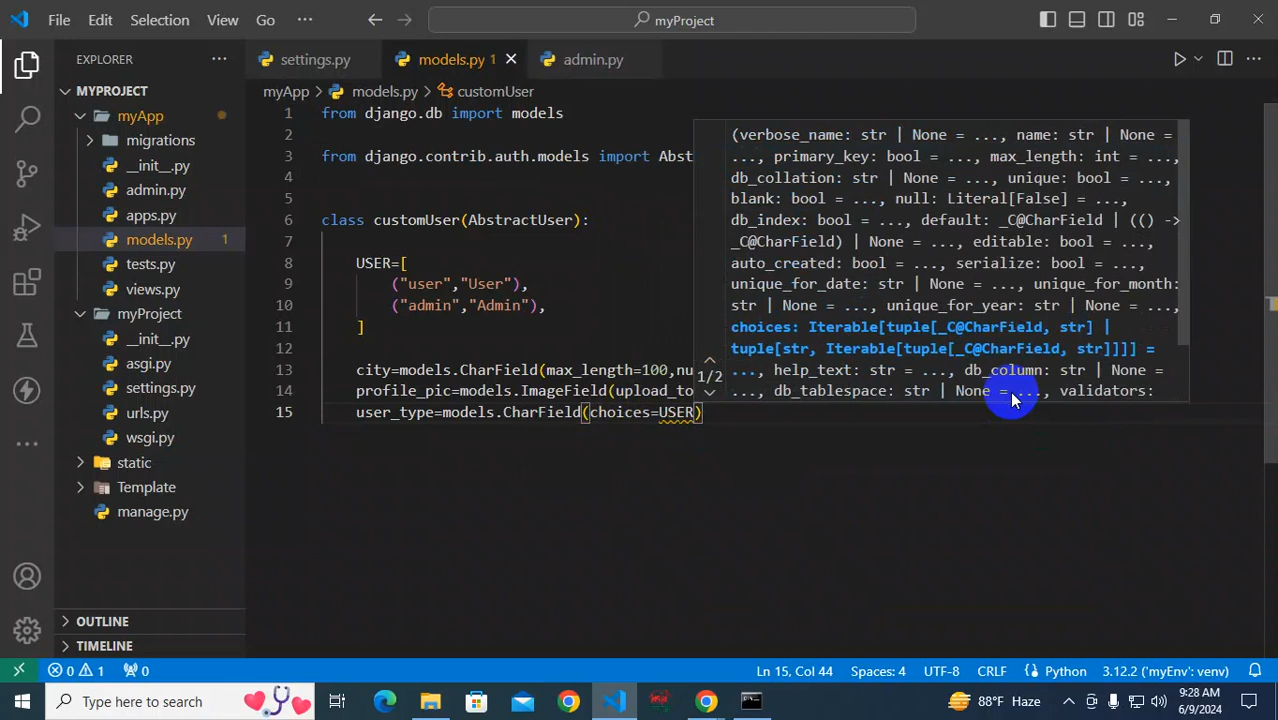 File Edit Selection View Go ··· myProject
EXPLORER ···
settings.py models.py 1 admin.py
MYPROJECT
myApp
migrations
__init__.py
admin.py
apps.py
models.py 1
tests.py
views.py
myProject
__init__.py
asgi.py
settings.py
urls.py
wsgi.py
static
Template
manage.py
OUTLINE
TIMELINE
myApp > models.py > customUser
1 from django.db import models
2
3 from django.contrib.auth.models import Abst
4
5
6 class customUser(AbstractUser):
7
8 USER=[
9 ("user","User"),
10 ("admin","Admin"),
11 ]
12
13 city=models.CharField(max_length=100,nu
14 profile_pic=models.ImageField(upload_to
15 user_type=models.CharField(choices=USER)
(verbose_name: str | None = ..., name: str | None =
..., primary_key: bool = ..., max_length: int = ...,
db_collation: str | None = ..., unique: bool = ...,
blank: bool = ..., null: Literal[False] = ...,
db_index: bool = ..., default: _C@CharField | (() ->
_C@CharField) | None = ..., editable: bool = ...,
auto_created: bool = ..., serialize: bool = ...,
unique_for_date: str | None = ..., unique_for_month:
str | None = ..., unique_for_year: str | None = ...,
choices: Iterable[tuple[_C@CharField, str] |
tuple[str, Iterable[tuple[_C@CharField, str]]]] =
..., help_text: str = ..., db_column: str | None =
..., db_tablespace: str | None = ..., validators:
1/2
0 1 0 Ln 15, Col 44 Spaces: 4 UTF-8 CRLF Python 3.12.2 ('myEnv': venv)
Type here to search 88°F Haze 9:28 AM
6/9/2024